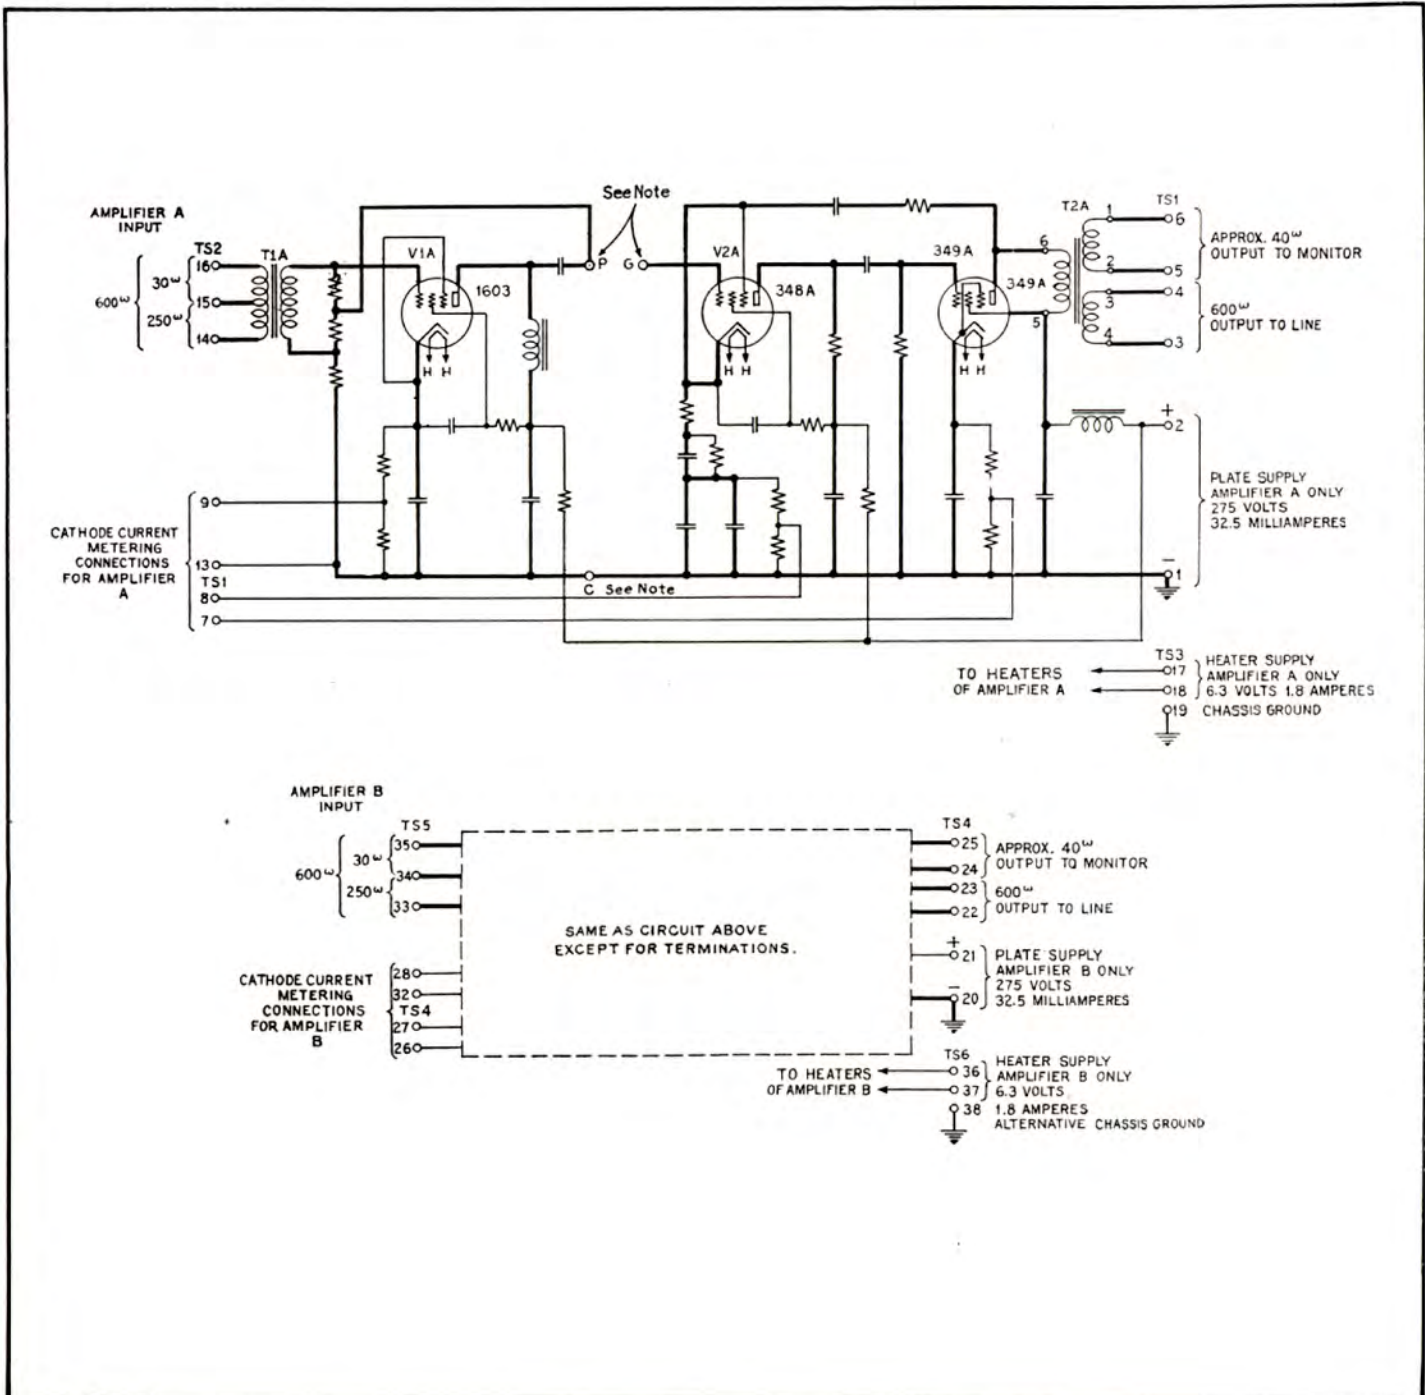 See Note
AMPLIFIER A
INPUT
TS2
T1A
V1A
P
G
V2A
349A
T2A
TS1
1
6
16
30ω
600ω
15
250ω
14
1603
348A
349A
6
5
2
5
3
4
4
3
APPROX. 40ω
OUTPUT TO MONITOR
600ω
OUTPUT TO LINE
H H
H H
H H
+
2
PLATE SUPPLY
AMPLIFIER A ONLY
275 VOLTS
32.5 MILLIAMPERES
−
1
9
CATHODE CURRENT
METERING
CONNECTIONS
FOR AMPLIFIER
A
13
TS1
8
7
C See Note
TO HEATERS
OF AMPLIFIER A
TS3
17
18
19
HEATER SUPPLY
AMPLIFIER A ONLY
6.3 VOLTS 1.8 AMPERES
CHASSIS GROUND
AMPLIFIER B
INPUT
TS5
35
30ω
600ω
34
250ω
33
SAME AS CIRCUIT ABOVE
EXCEPT FOR TERMINATIONS.
TS4
25
24
APPROX. 40ω
OUTPUT TO MONITOR
23
22
600ω
OUTPUT TO LINE
CATHODE CURRENT
METERING
CONNECTIONS
FOR AMPLIFIER
B
28
32
TS4
27
26
+
21
−
20
PLATE SUPPLY
AMPLIFIER B ONLY
275 VOLTS
32.5 MILLIAMPERES
TO HEATERS
OF AMPLIFIER B
TS6
36
37
38
HEATER SUPPLY
AMPLIFIER B ONLY
6.3 VOLTS
1.8 AMPERES
ALTERNATIVE CHASSIS GROUND